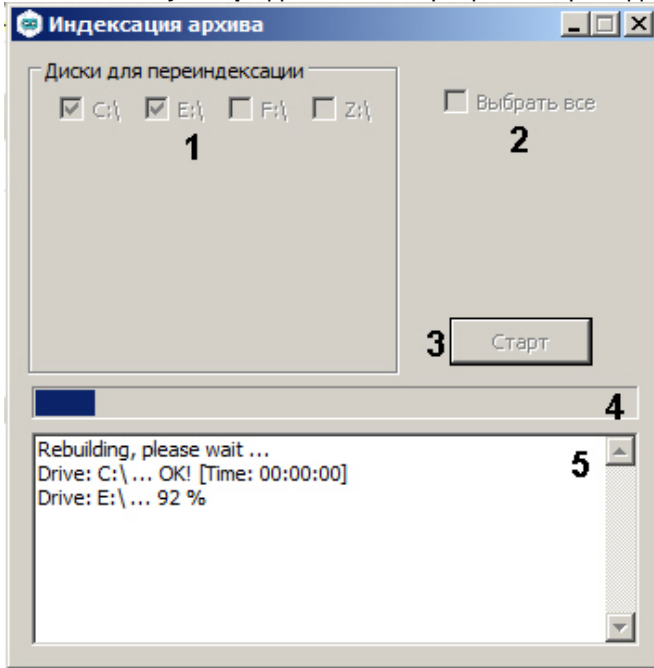 Индексация архива
Диски для переиндексации
C:\ E:\ F:\ Z:\
Выбрать все
1
2
3
Старт
4
Rebuilding, please wait ...
5
Drive: C:\ ... OK! [Time: 00:00:00]
Drive: E:\ ... 92 %